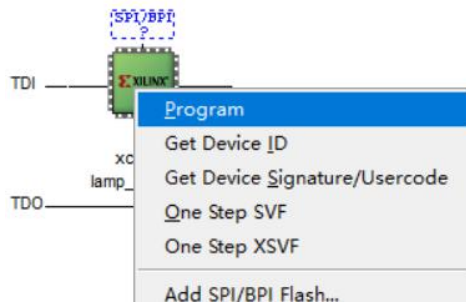 SPI/BPI
?
TDI
XILINX
Program
Get Device ID
xc
Get Device Signature/Usercode
lamp_
TDO
One Step SVF
One Step XSVF
Add SPI/BPI Flash...